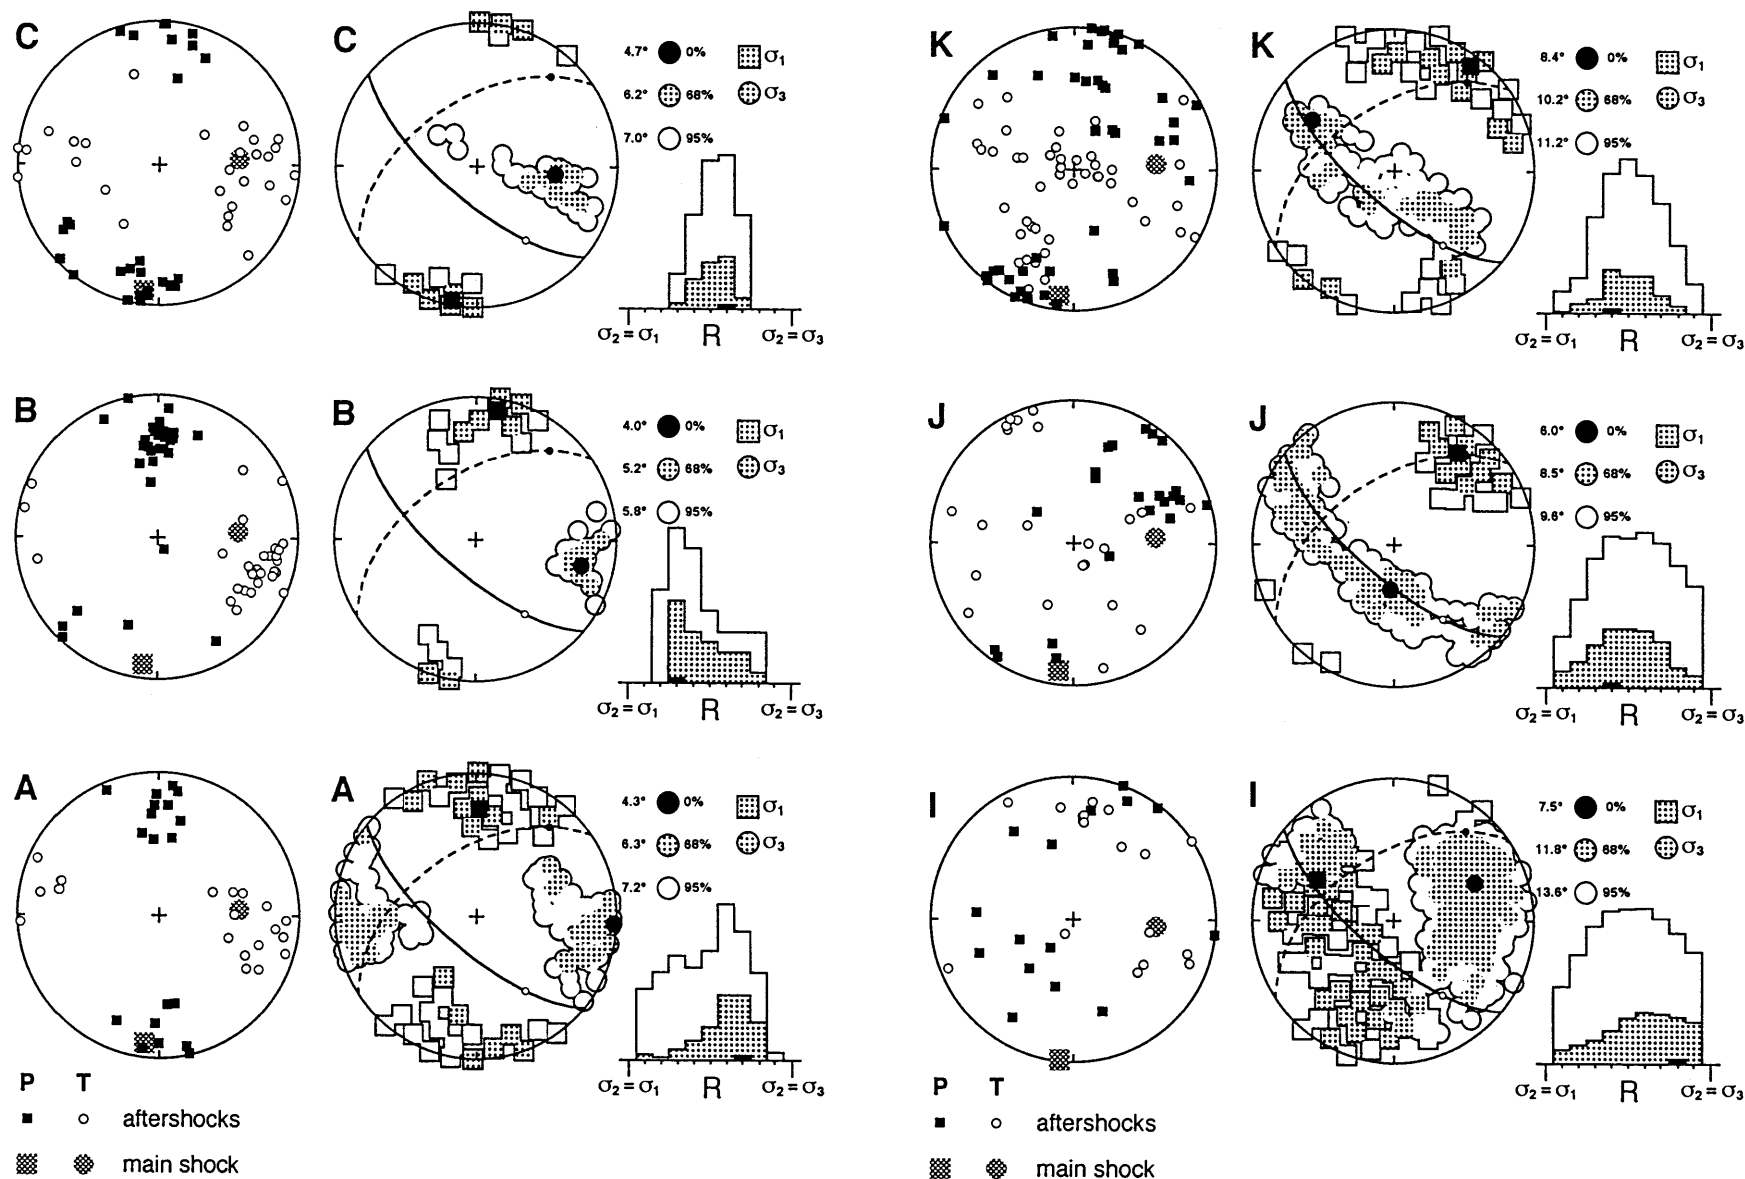 C
C
4.7° 0% σ1
6.2° 68% σ3
7.0° 95%
σ2 = σ1 R σ2 = σ3
K
K
8.4° 0% σ1
10.2° 68% σ3
11.2° 95%
σ2 = σ1 R σ2 = σ3
B
B
4.0° 0% σ1
5.2° 68% σ3
5.8° 95%
σ2 = σ1 R σ2 = σ3
J
J
6.0° 0% σ1
8.5° 68% σ3
9.6° 95%
σ2 = σ1 R σ2 = σ3
A
A
4.3° 0% σ1
6.3° 68% σ3
7.2° 95%
σ2 = σ1 R σ2 = σ3
I
I
7.5° 0% σ1
11.8° 68% σ3
13.6° 95%
σ2 = σ1 R σ2 = σ3
P T
aftershocks
main shock
P T
aftershocks
main shock